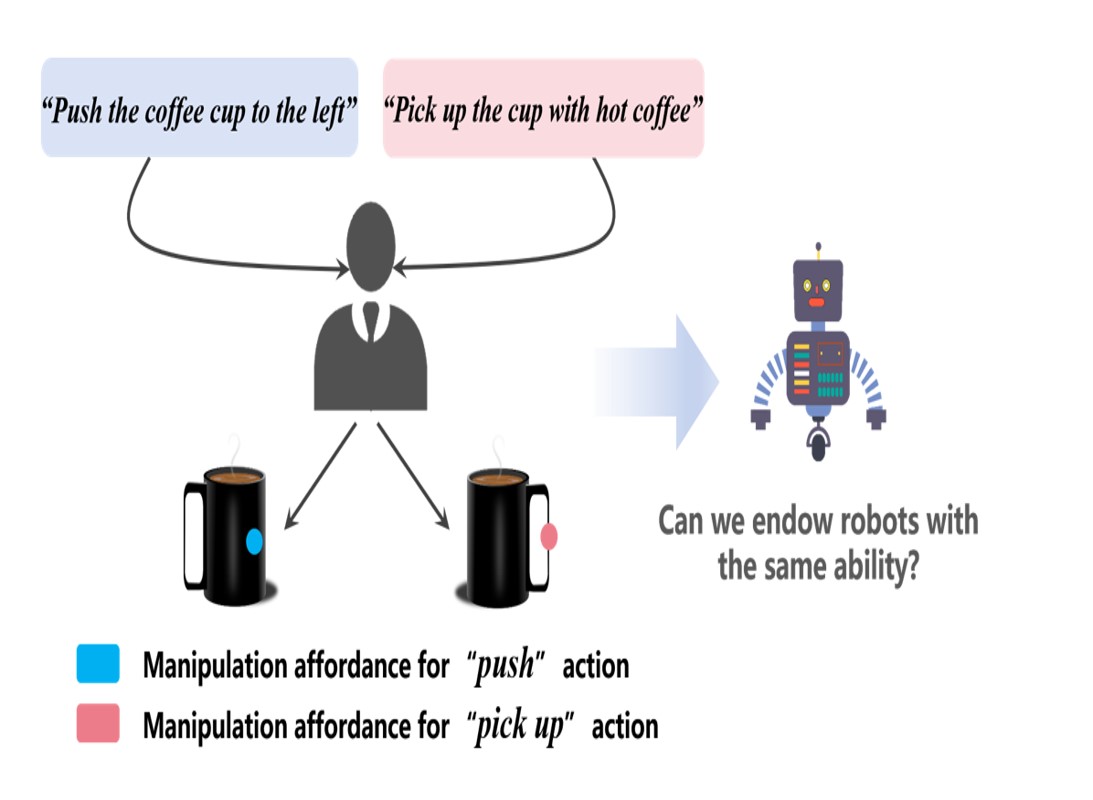 “Push the coffee cup to the left”
“Pick up the cup with hot coffee”
Can we endow robots with
the same ability?
Manipulation affordance for “push” action
Manipulation affordance for “pick up” action